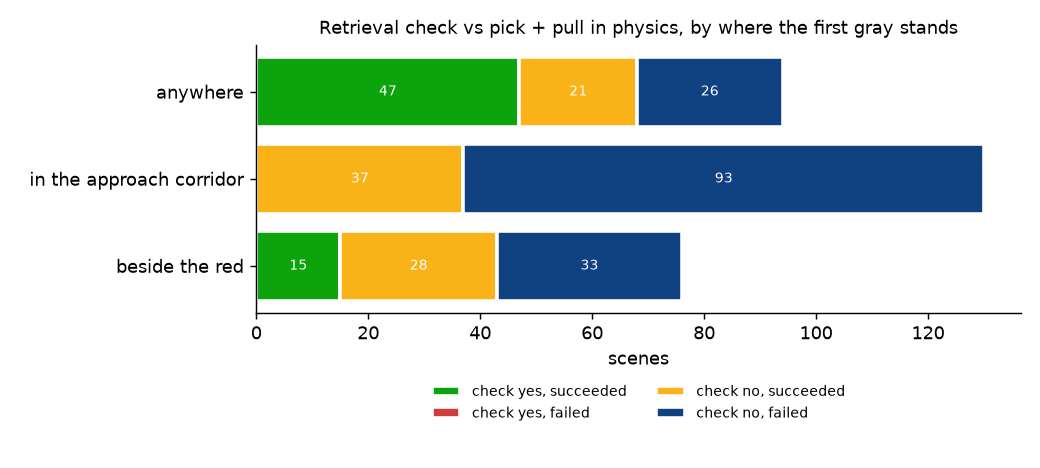 Retrieval check vs pick + pull in physics, by where the first gray stands
anywhere
47
21
26
in the approach corridor
37
93
beside the red
15
28
33
0 20 40 60 80 100 120
scenes
check yes, succeeded
check no, succeeded
check yes, failed
check no, failed